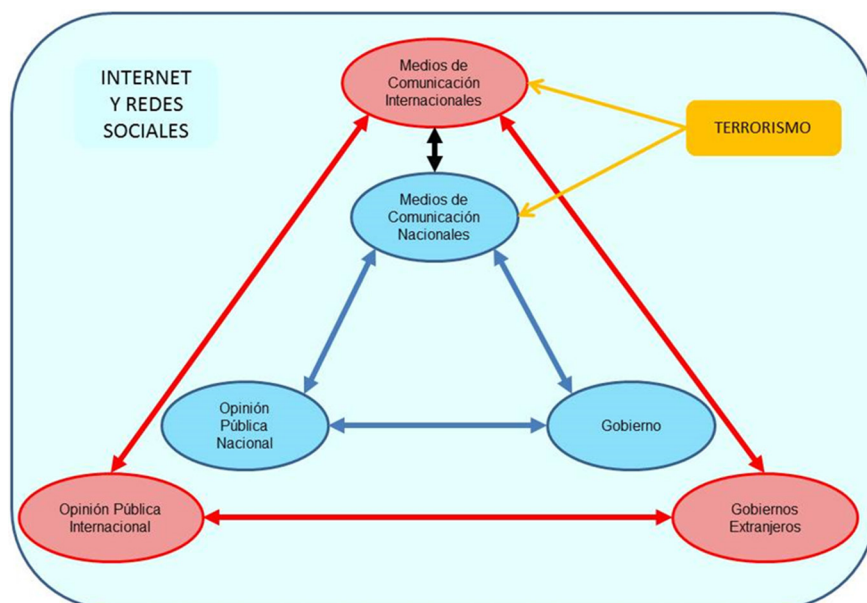 INTERNET
Y REDES
SOCIALES
Medios de
Comunicación
Internacionales
TERRORISMO
Medios de
Comunicación
Nacionales
Opinión
Pública
Nacional
Gobierno
Opinión Pública
Internacional
Gobiernos
Extranjeros